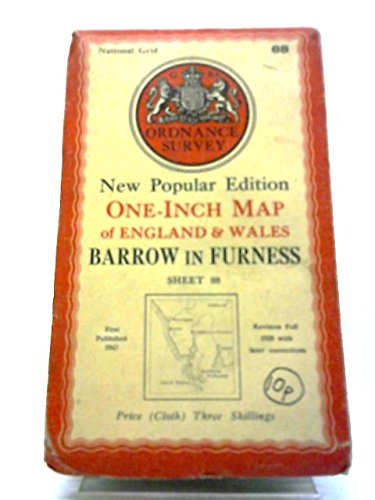 National Grid 88
ORDNANCE
SURVEY
New Popular Edition
ONE-INCH MAP
of ENGLAND & WALES
BARROW IN FURNESS
SHEET 88
First
Published
1947
Revision Full
1920 with
later corrections
10p
Price (Cloth) Three Shillings